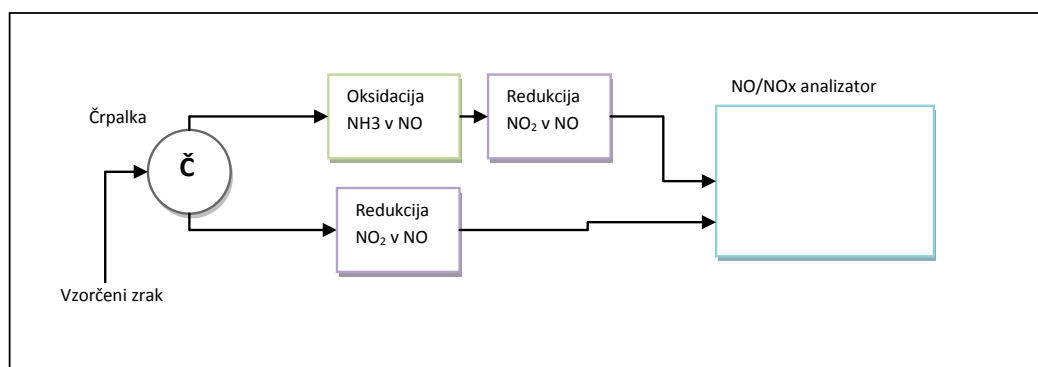 NO/NOx analizator
Oksidacija
NH3 v NO
Redukcija
NO₂ v NO
Črpalka
Č
Redukcija
NO₂ v NO
Vzorčeni zrak